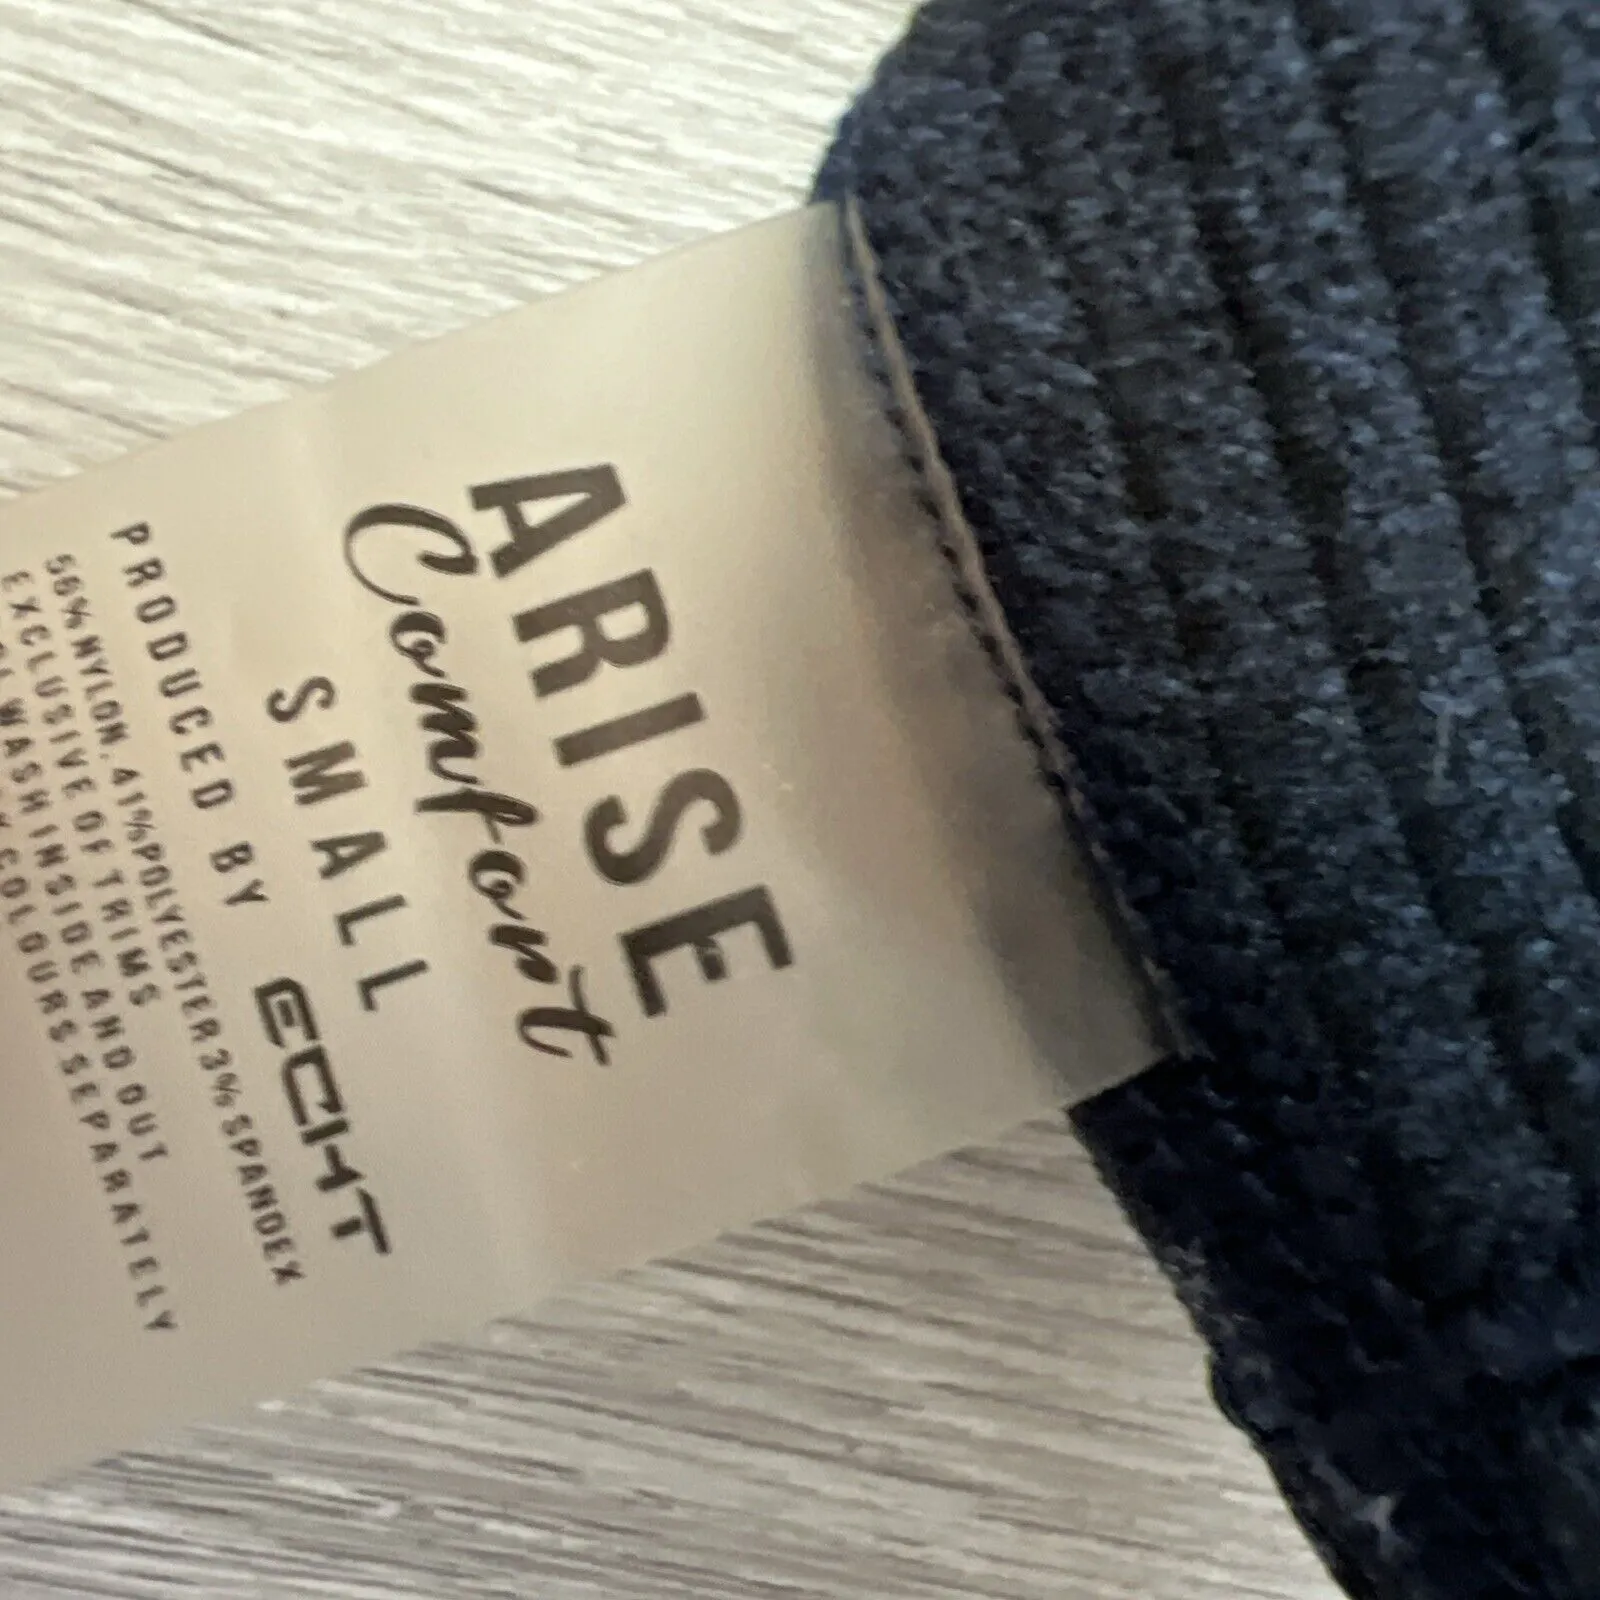 ARISE
Comfort
SMALL
PRODUCED BY ECHT
56% NYLON. 41% POLYESTER 3% SPANDEX
EXCLUSIVE OF TRIMS
WASH INSIDE AND OUT
COLOURS SEPARATELY